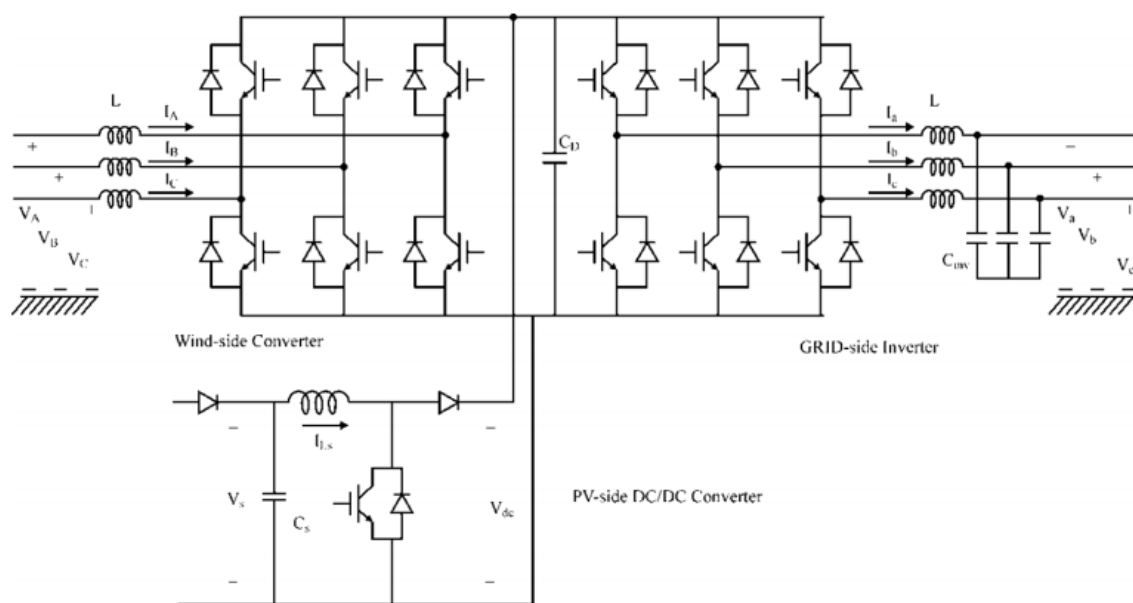 L
I_A
I_B
I_C
+
+
+
V_A
V_B
V_C
Wind-side Converter
C_D
I_a
I_b
I_c
L
−
+
+
V_a
V_b
V_c
C_inv
GRID-side Inverter
I_Ls
−
−
V_s
C_s
V_dc
−
−
PV-side DC/DC Converter